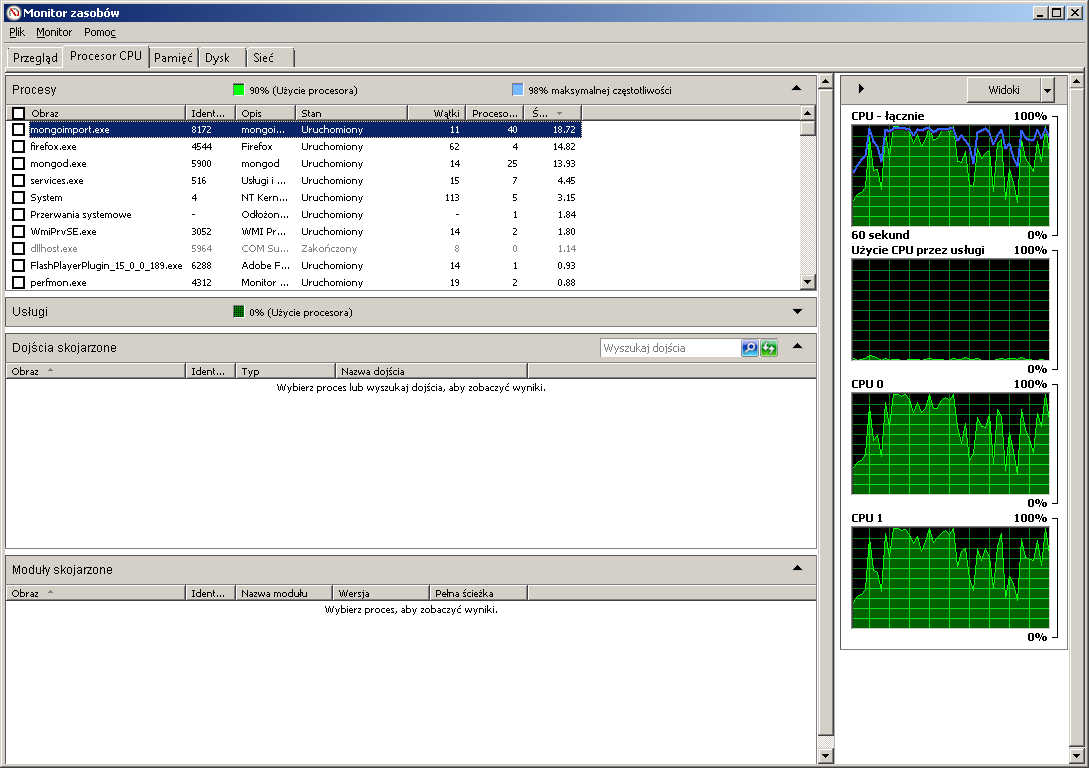 Monitor zasobów
Plik Monitor Pomoc
Przegląd Procesor CPU Pamięć Dysk Sieć
Procesy 90% (Użycie procesora) 98% maksymalnej częstotliwości
Obraz Ident... Opis Stan Wątki Proceso... Ś...
mongoimport.exe 8172 mongoi... Uruchomiony 11 40 18.72
firefox.exe 4544 Firefox Uruchomiony 62 4 14.82
mongod.exe 5900 mongod Uruchomiony 14 25 13.93
services.exe 516 Usługi i ... Uruchomiony 15 7 4.45
System 4 NT Kern... Uruchomiony 113 5 3.15
Przerwania systemowe - Odłożon... Uruchomiony - 1 1.84
WmiPrvSE.exe 3052 WMI Pr... Uruchomiony 14 2 1.80
dllhost.exe 5964 COM Su... Zakończony 8 0 1.14
FlashPlayerPlugin_15_0_0_189.exe 6288 Adobe F... Uruchomiony 14 1 0.93
perfmon.exe 4312 Monitor ... Uruchomiony 19 2 0.88
Usługi 0% (Użycie procesora)
Dojścia skojarzone Wyszukaj dojścia
Obraz Ident... Typ Nazwa dojścia
Wybierz proces lub wyszukaj dojścia, aby zobaczyć wyniki.
Moduły skojarzone
Obraz Ident... Nazwa modułu Wersja Pełna ścieżka
Wybierz proces, aby zobaczyć wyniki.
Widoki
CPU - łącznie 100%
60 sekund 0%
Użycie CPU przez usługi 100%
0%
CPU 0 100%
0%
CPU 1 100%
0%